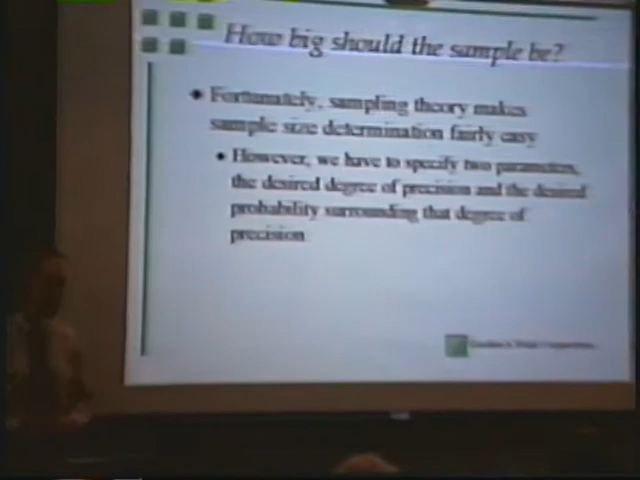 How big should the sample be?
Fortunately, sampling theory makes
sample size determination fairly easy
However, we have to specify two parameters,
the desired degree of precision and the desired
probability surrounding that degree of
precision